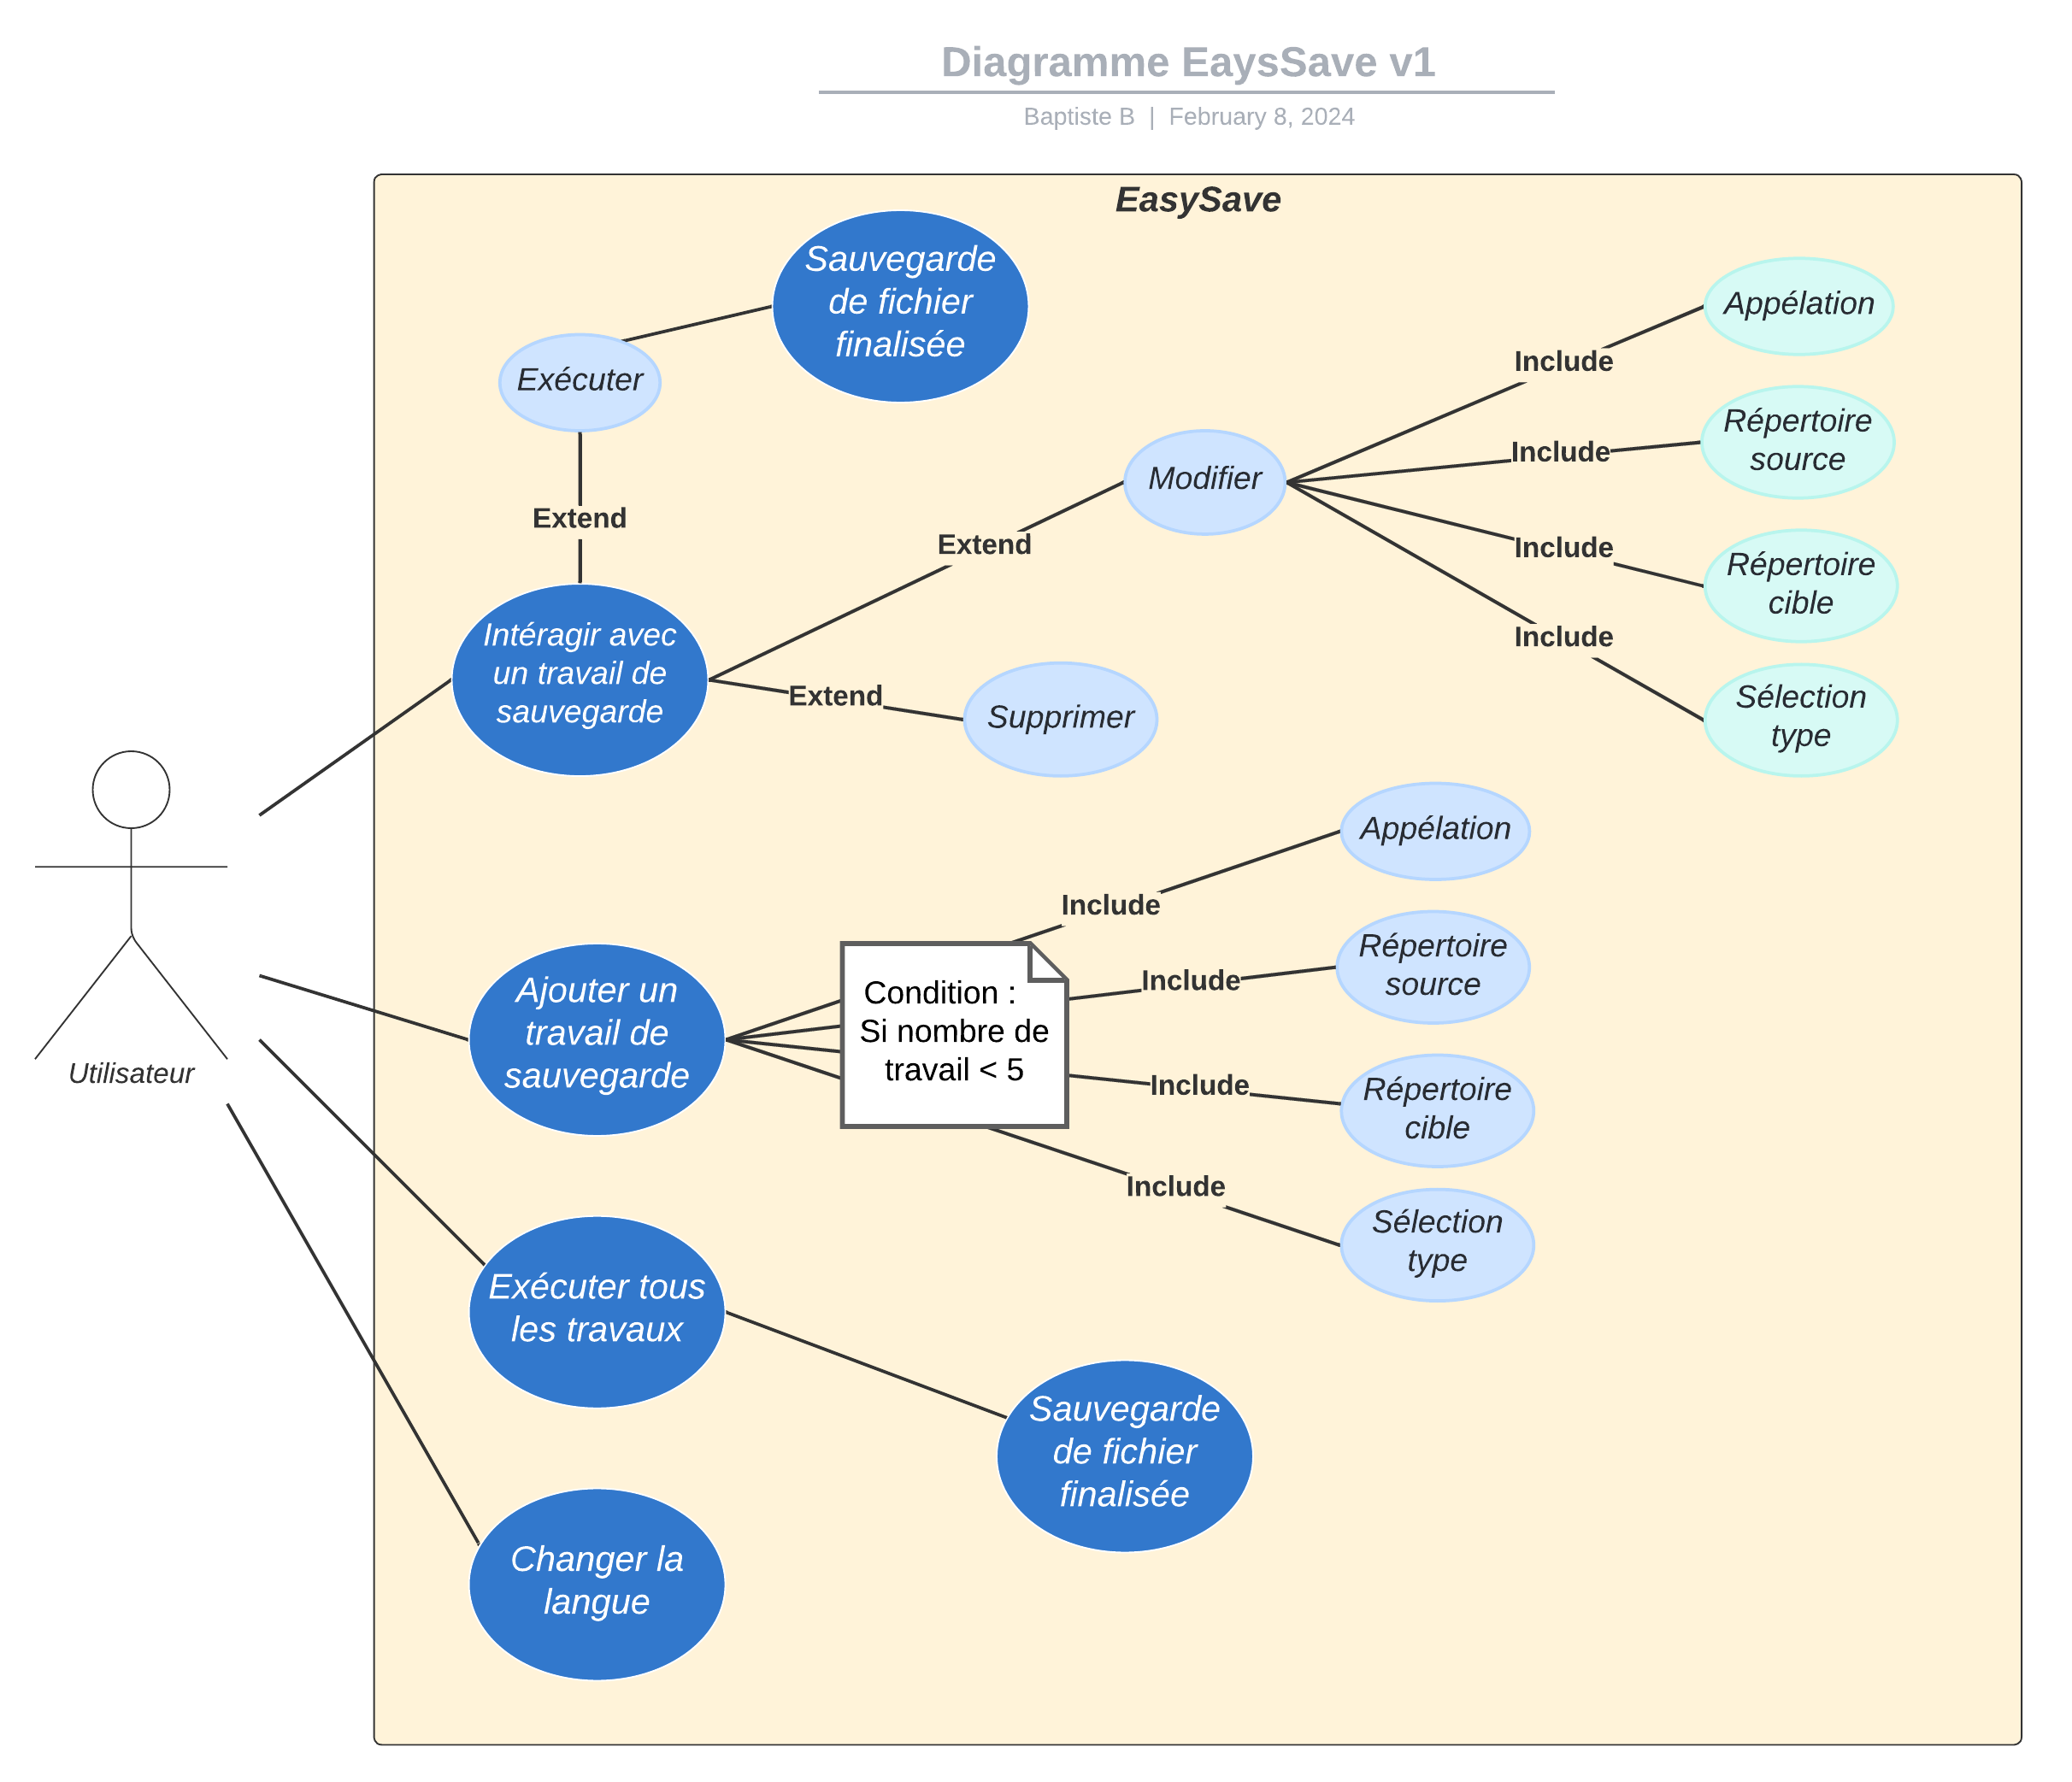 Diagramme EaysSave v1
Baptiste B | February 8, 2024
EasySave
Sauvegarde
de fichier
finalisée
Exécuter
Extend
Intéragir avec
un travail de
sauvegarde
Extend
Modifier
Extend
Supprimer
Include
Appélation
Include
Répertoire
source
Include
Répertoire
cible
Include
Sélection
type
Utilisateur
Ajouter un
travail de
sauvegarde
Condition :
Si nombre de
travail < 5
Include
Appélation
Include
Répertoire
source
Include
Répertoire
cible
Include
Sélection
type
Exécuter tous
les travaux
Sauvegarde
de fichier
finalisée
Changer la
langue